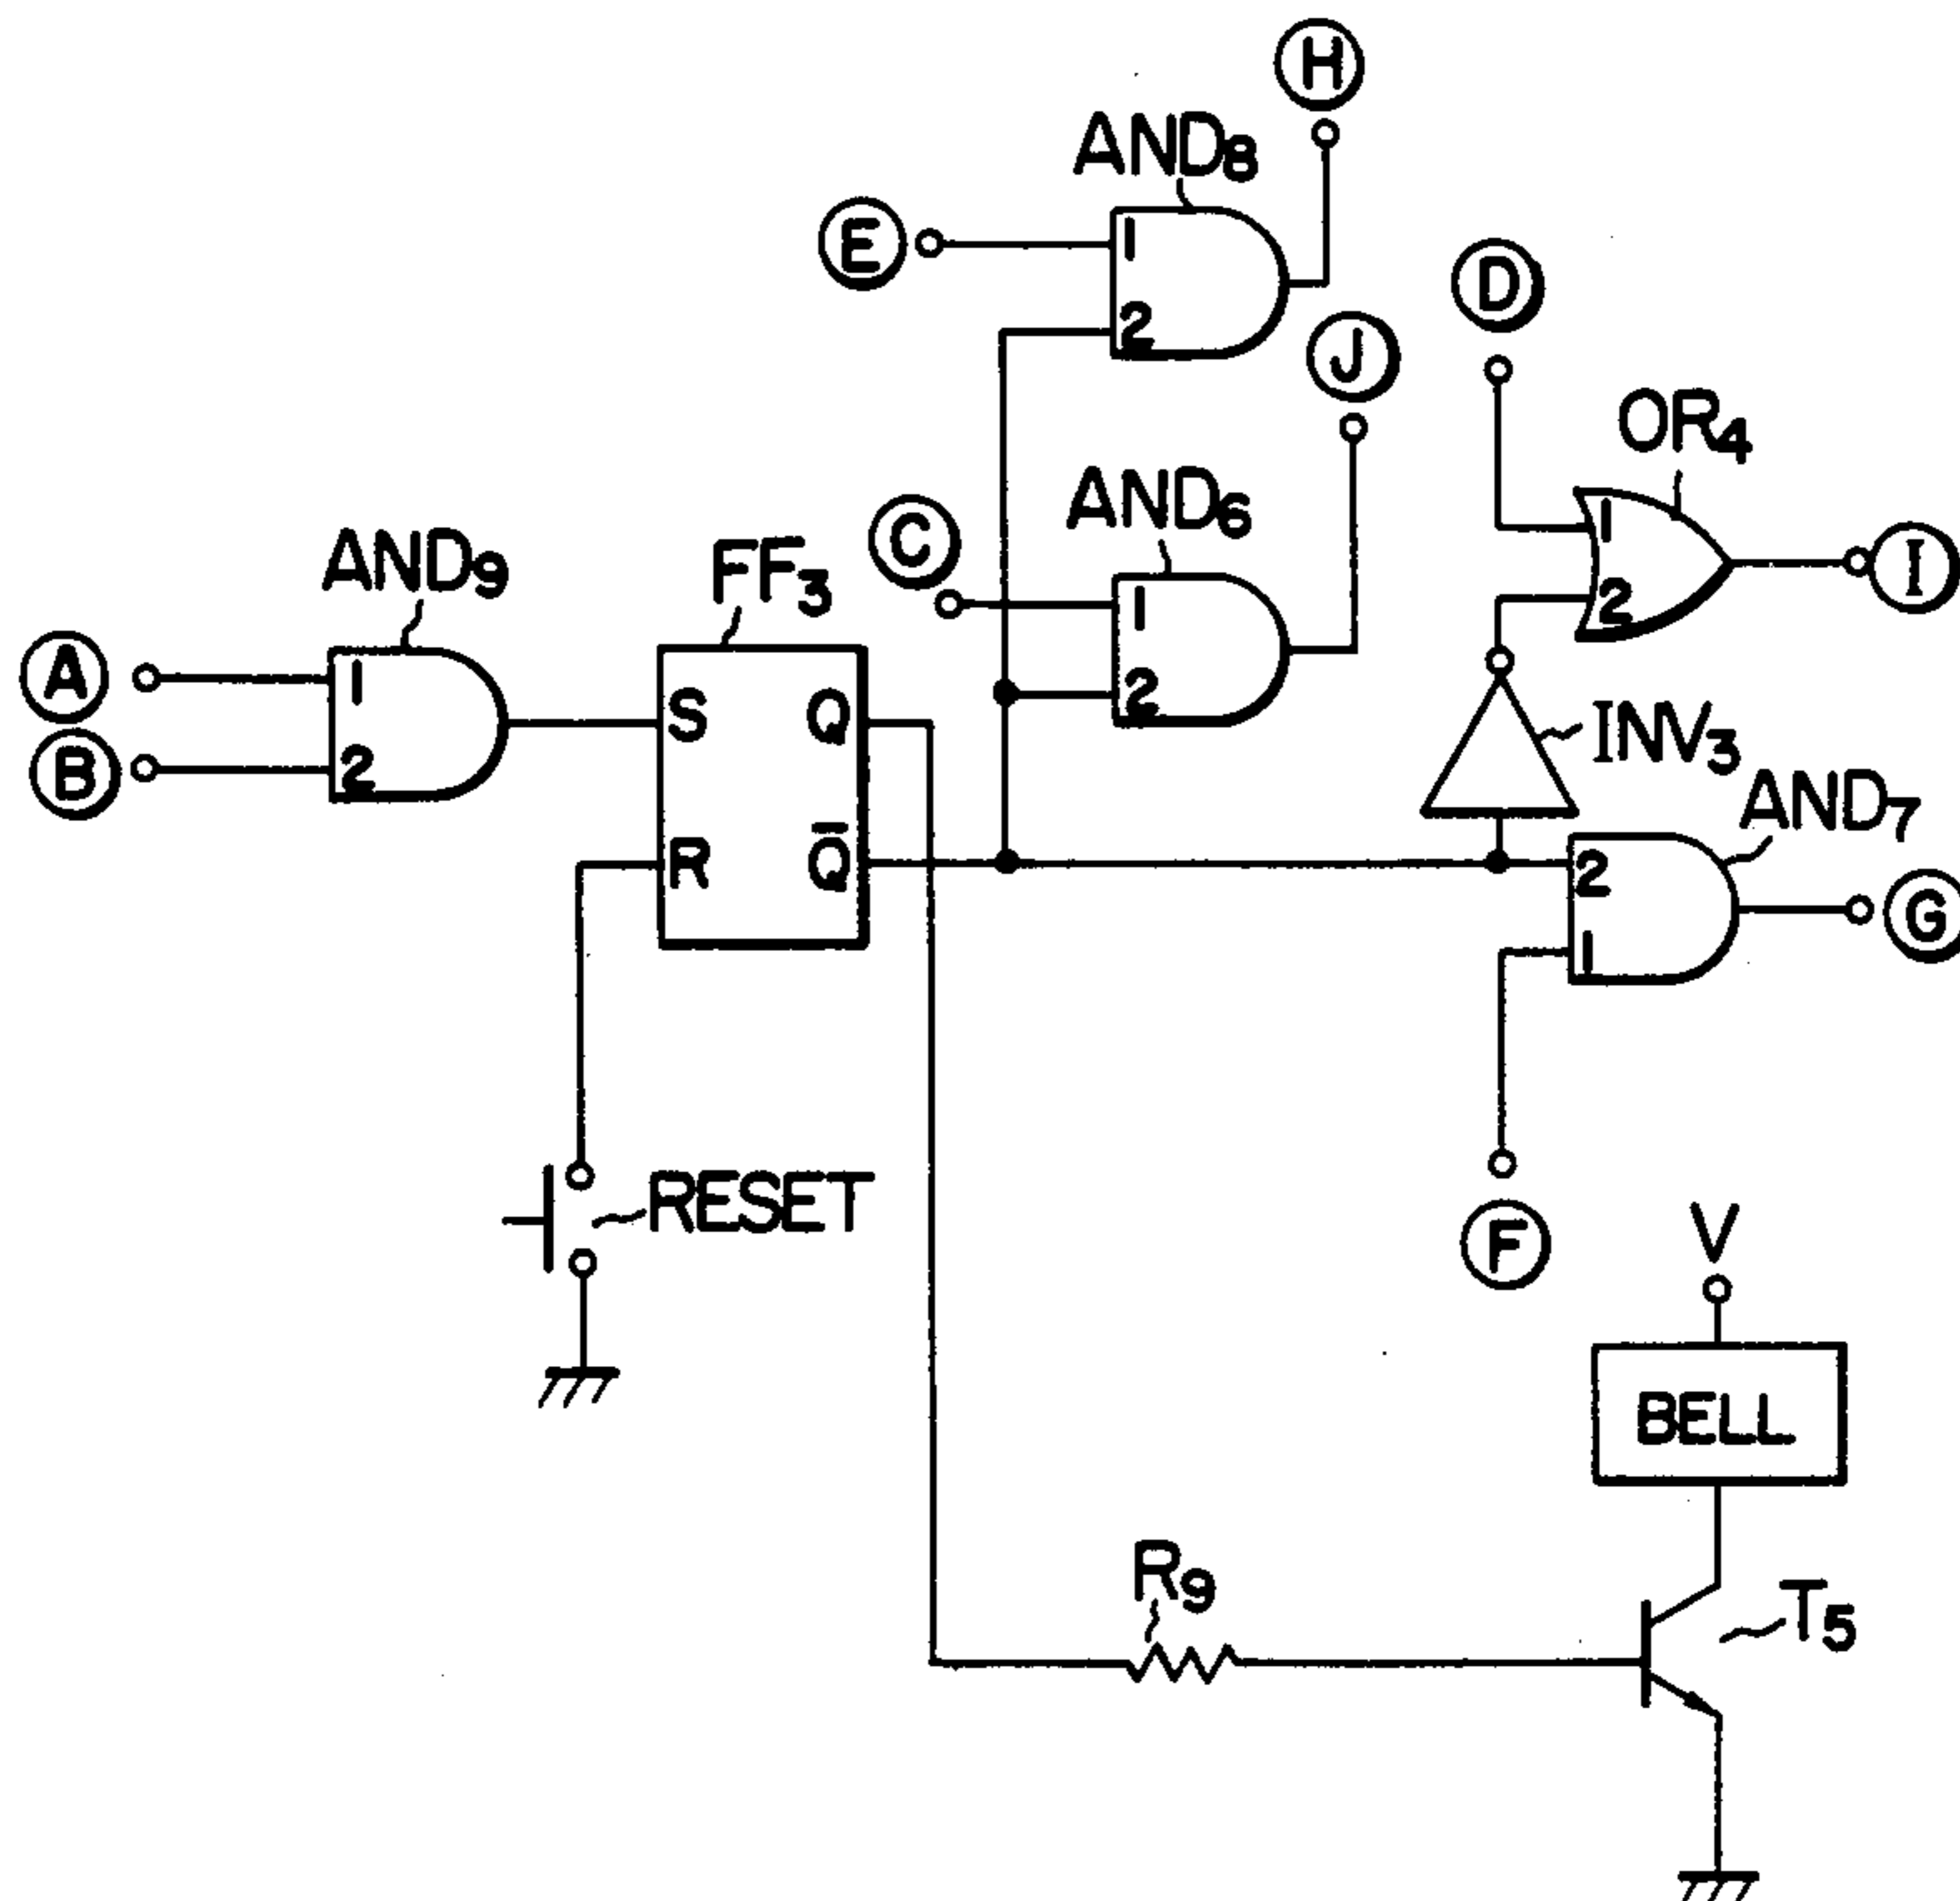 H
AND8
E
1
2
D
J
OR4
C
AND6
1
2
1
2
I
AND9
FF3
A
B
1
2
S
Q
R
Q̅
INV3
AND7
2
1
G
RESET
F
V
BELL
R9
T5